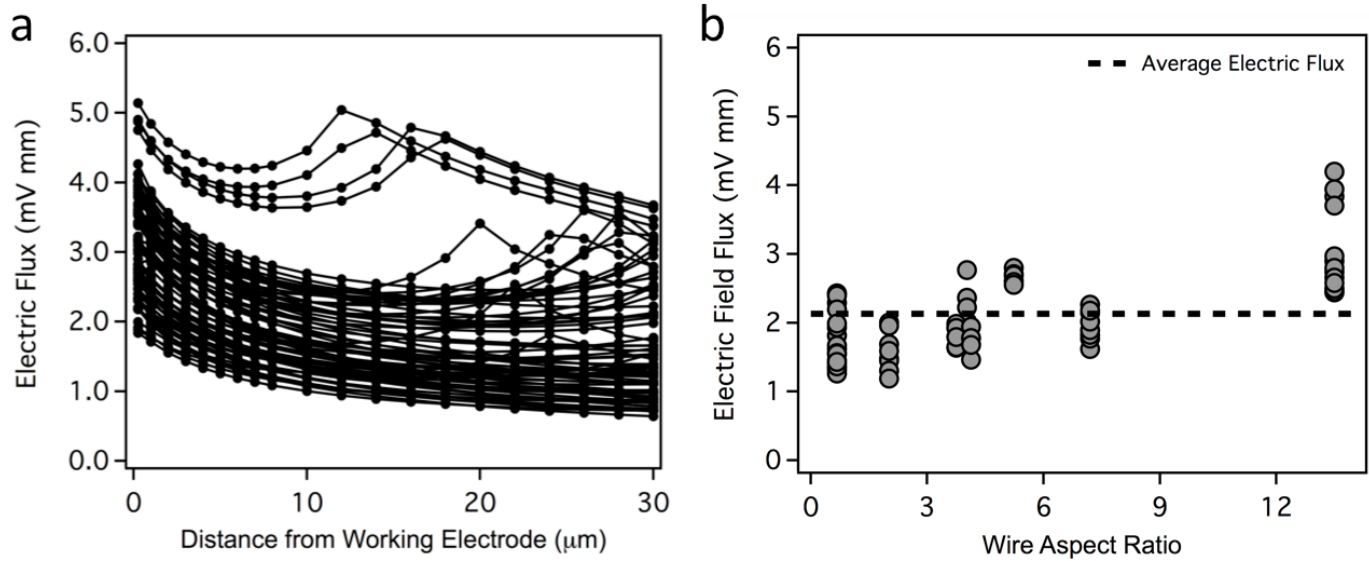 a
Electric Flux (mV mm)
6.0
5.0
4.0
3.0
2.0
1.0
0.0
0 10 20 30
Distance from Working Electrode (μm)
b
Electric Field Flux (mV mm)
6
5
4
3
2
1
0
Average Electric Flux
0 3 6 9 12
Wire Aspect Ratio